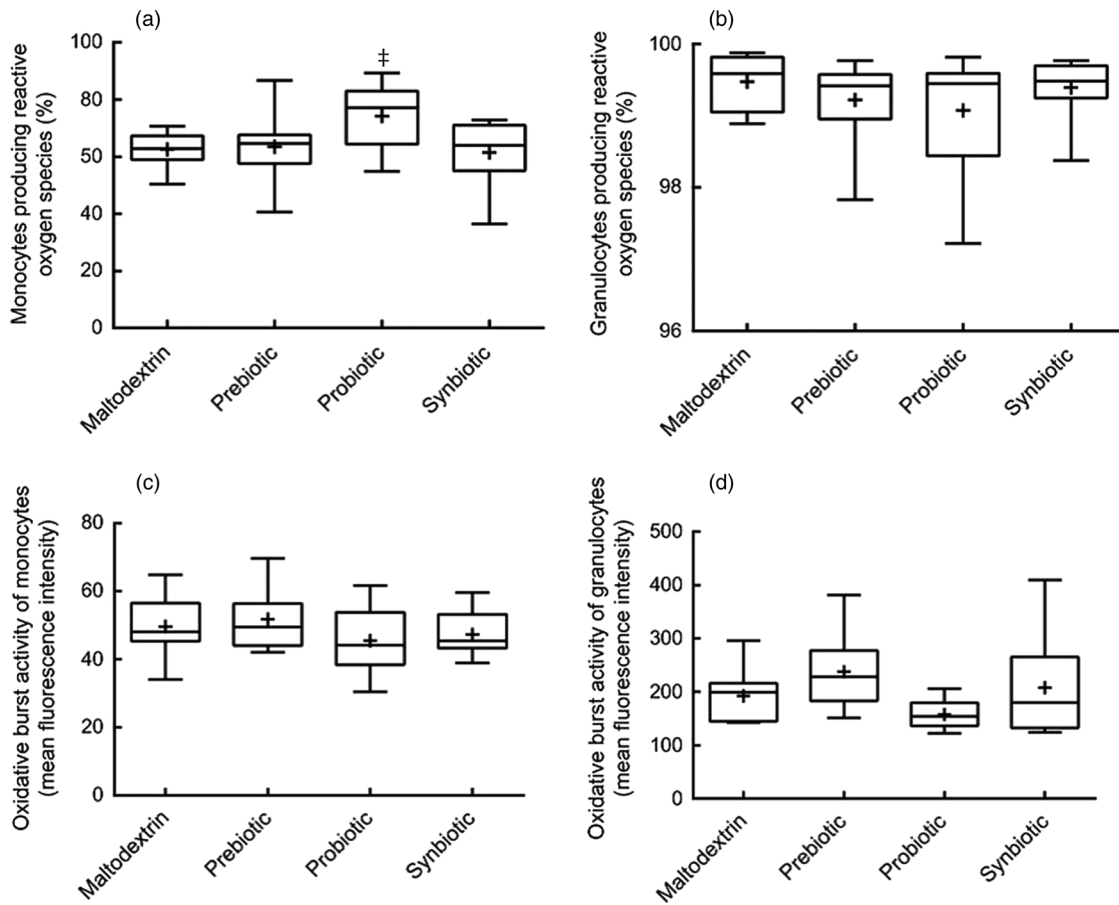 (a)
Monocytes producing reactive
oxygen species (%)
100
80
60
40
20
0
‡
Maltodextrin
Prebiotic
Probiotic
Synbiotic
(b)
Granulocytes producing reactive
oxygen species (%)
100
98
96
Maltodextrin
Prebiotic
Probiotic
Synbiotic
(c)
Oxidative burst activity of monocytes
(mean fluorescence intensity)
80
60
40
20
0
Maltodextrin
Prebiotic
Probiotic
Synbiotic
(d)
Oxidative burst activity of granulocytes
(mean fluorescence intensity)
500
400
300
200
100
0
Maltodextrin
Prebiotic
Probiotic
Synbiotic